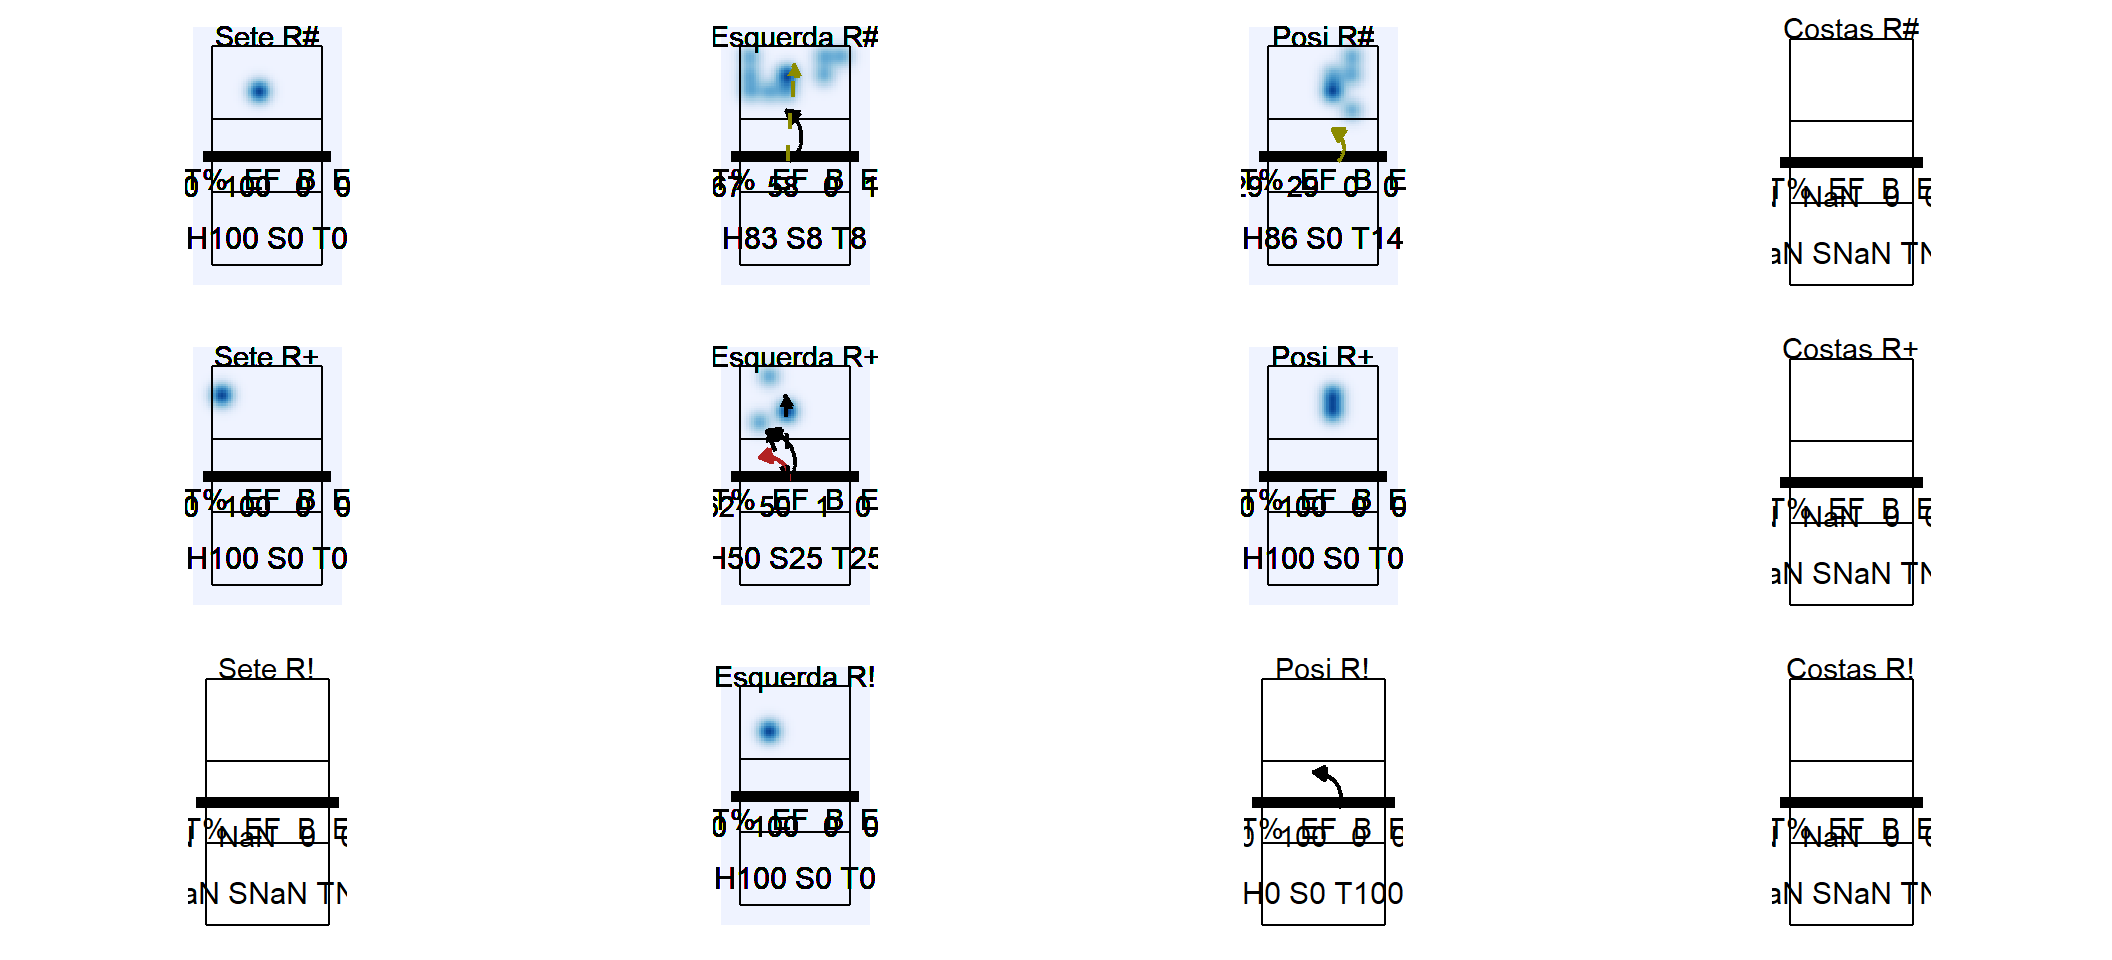 Sete R#
Esquerda R#
Posi R#
Costas R#
T% EF B E
100 0 0
T% EF B E
67 58 0 1
T% EF B E
29 29 0 0
T% EF B E
NaN 0
H100 S0 T0
H83 S8 T8
H86 S0 T14
aN SNaN TN
Sete R+
Esquerda R+
Posi R+
Costas R+
T% EF B E
100 0 0
T% EF B E
62 50 1 0
T% EF B E
0 100 0 0
T% EF B E
NaN 0
H100 S0 T0
H50 S25 T25
H100 S0 T0
aN SNaN TN
Sete R!
Esquerda R!
Posi R!
Costas R!
T% EF B E
NaN 0
T% EF B E
0 100 0 0
T% EF B E
0 100 0 0
T% EF B E
NaN 0
aN SNaN TN
H100 S0 T0
H0 S0 T100
aN SNaN TN